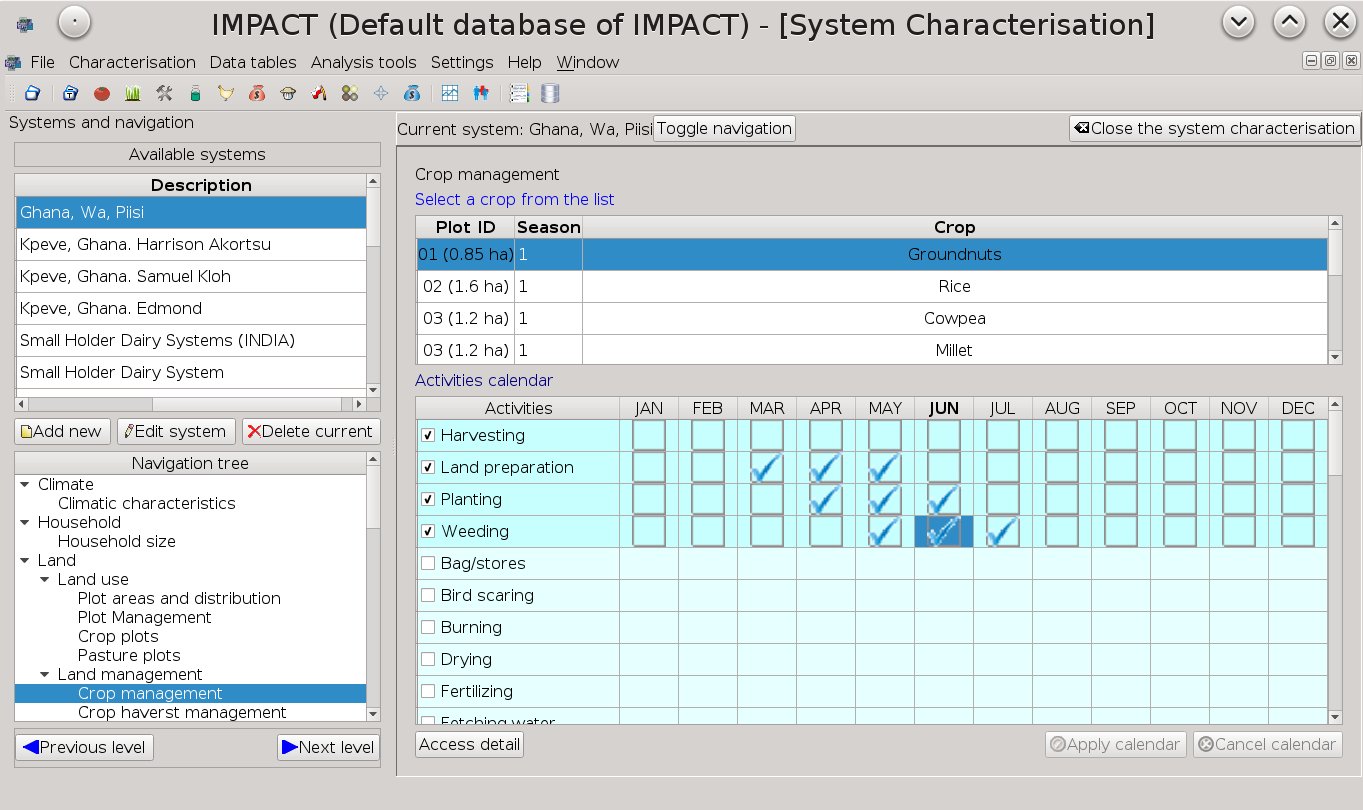 IMPACT (Default database of IMPACT) - [System Characterisation]
File Characterisation Data tables Analysis tools Settings Help Window
Systems and navigation
Available systems
Description
Ghana, Wa, Piisi
Kpeve, Ghana. Harrison Akortsu
Kpeve, Ghana. Samuel Kloh
Kpeve, Ghana. Edmond
Small Holder Dairy Systems (INDIA)
Small Holder Dairy System
Add new Edit system Delete current
Navigation tree
Climate
Climatic characteristics
Household
Household size
Land
Land use
Plot areas and distribution
Plot Management
Crop plots
Pasture plots
Land management
Crop management
Crop haverst management
Previous level Next level
Current system: Ghana, Wa, Piisi Toggle navigation Close the system characterisation
Crop management
Select a crop from the list
Plot ID Season Crop
01 (0.85 ha) 1 Groundnuts
02 (1.6 ha) 1 Rice
03 (1.2 ha) 1 Cowpea
03 (1.2 ha) 1 Millet
Activities calendar
Activities JAN FEB MAR APR MAY JUN JUL AUG SEP OCT NOV DEC
Harvesting
Land preparation
Planting
Weeding
Bag/stores
Bird scaring
Burning
Drying
Fertilizing
Fetching water
Access detail Apply calendar Cancel calendar